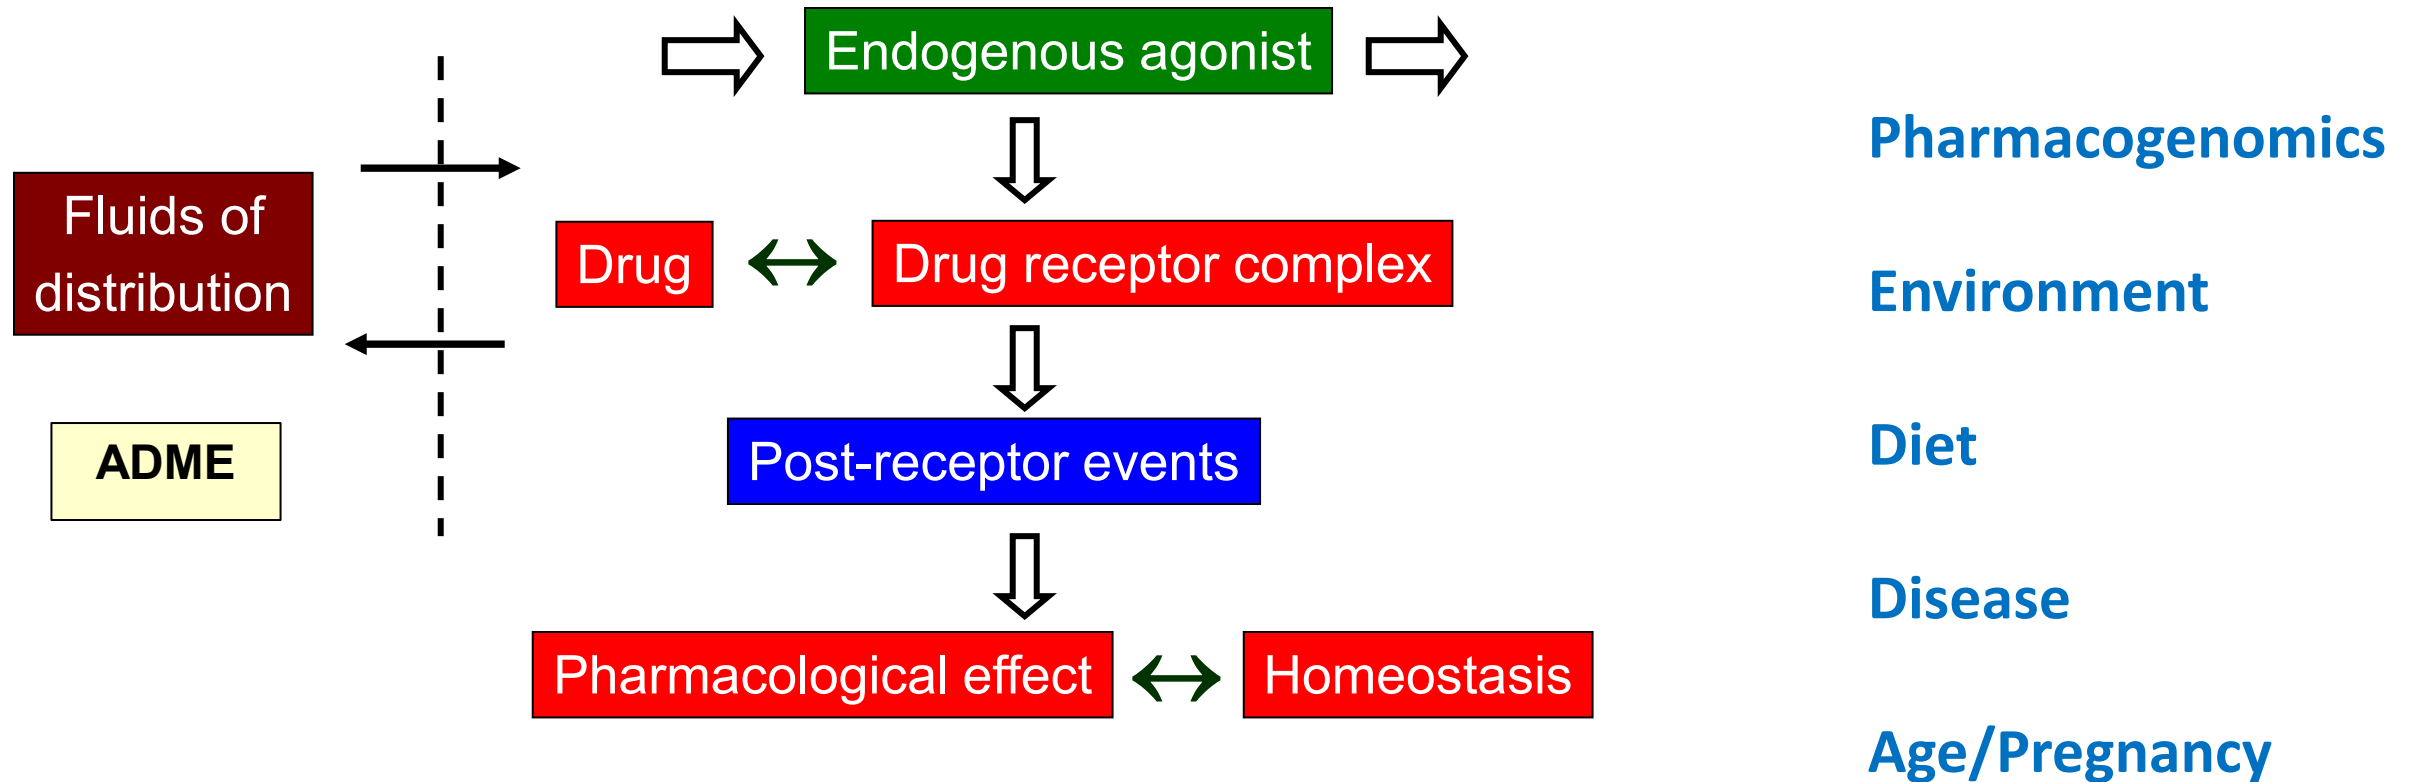 Endogenous agonist
Fluids of
distribution
Drug
Drug receptor complex
ADME
Post-receptor events
Pharmacological effect
Homeostasis
Pharmacogenomics
Environment
Diet
Disease
Age/Pregnancy